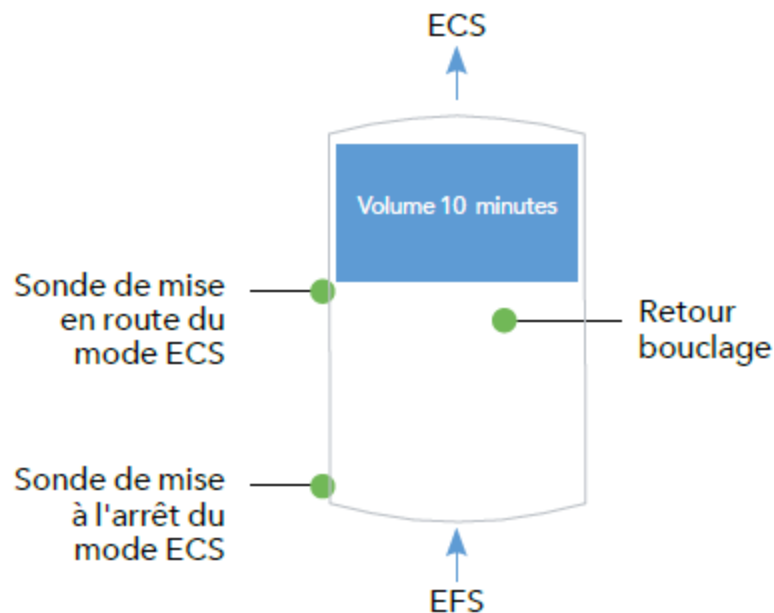 ECS
Volume 10 minutes
Sonde de mise
en route du
mode ECS
Retour
bouclage
Sonde de mise
à l'arrêt du
mode ECS
EFS